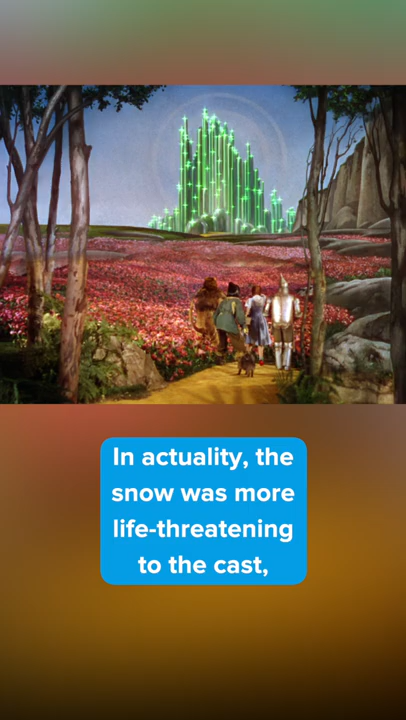 In actuality, the
snow was more
life-threatening
to the cast,